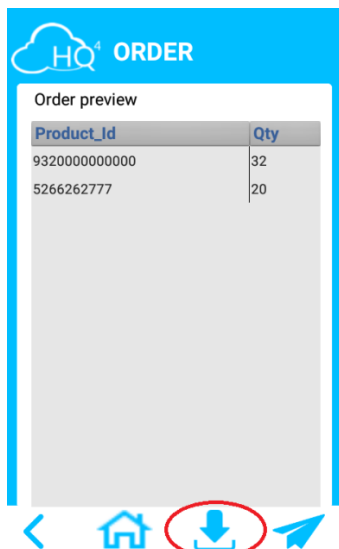 HQ4 ORDER
Order preview
Product_Id Qty
9320000000000 32
5266262777 20